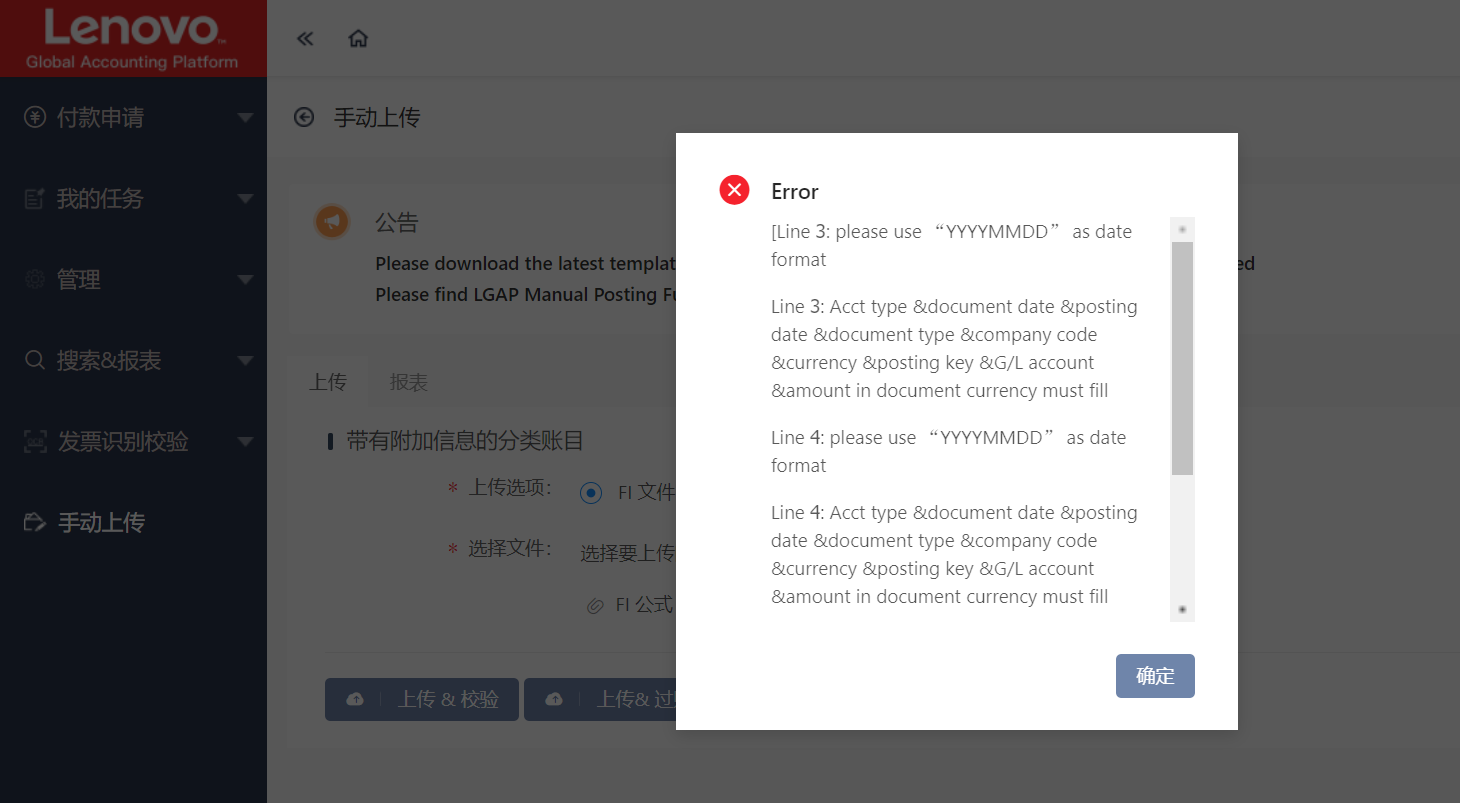 Lenovo™
Global Accounting Platform
付款申请
我的任务
管理
搜索&报表
发票识别校验
手动上传
手动上传
公告
Please download the latest templat
ed
Please find LGAP Manual Posting Fu
上传
报表
带有附加信息的分类账目
* 上传选项：
FI 文件
* 选择文件：
选择要上传
FI 公式
上传 & 校验
上传& 过
Error
[Line 3: please use “YYYYMMDD” as date
format
Line 3: Acct type &document date &posting
date &document type &company code
&currency &posting key &G/L account
&amount in document currency must fill
Line 4: please use “YYYYMMDD” as date
format
Line 4: Acct type &document date &posting
date &document type &company code
&currency &posting key &G/L account
&amount in document currency must fill
确定